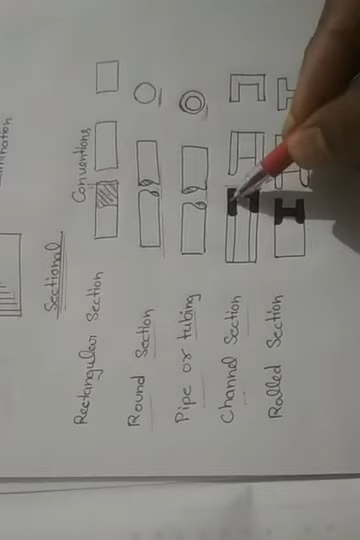 Sectional Conventions
Rectangular Section
Round Section
Pipe or tubing
Channel Section
Rolled Section